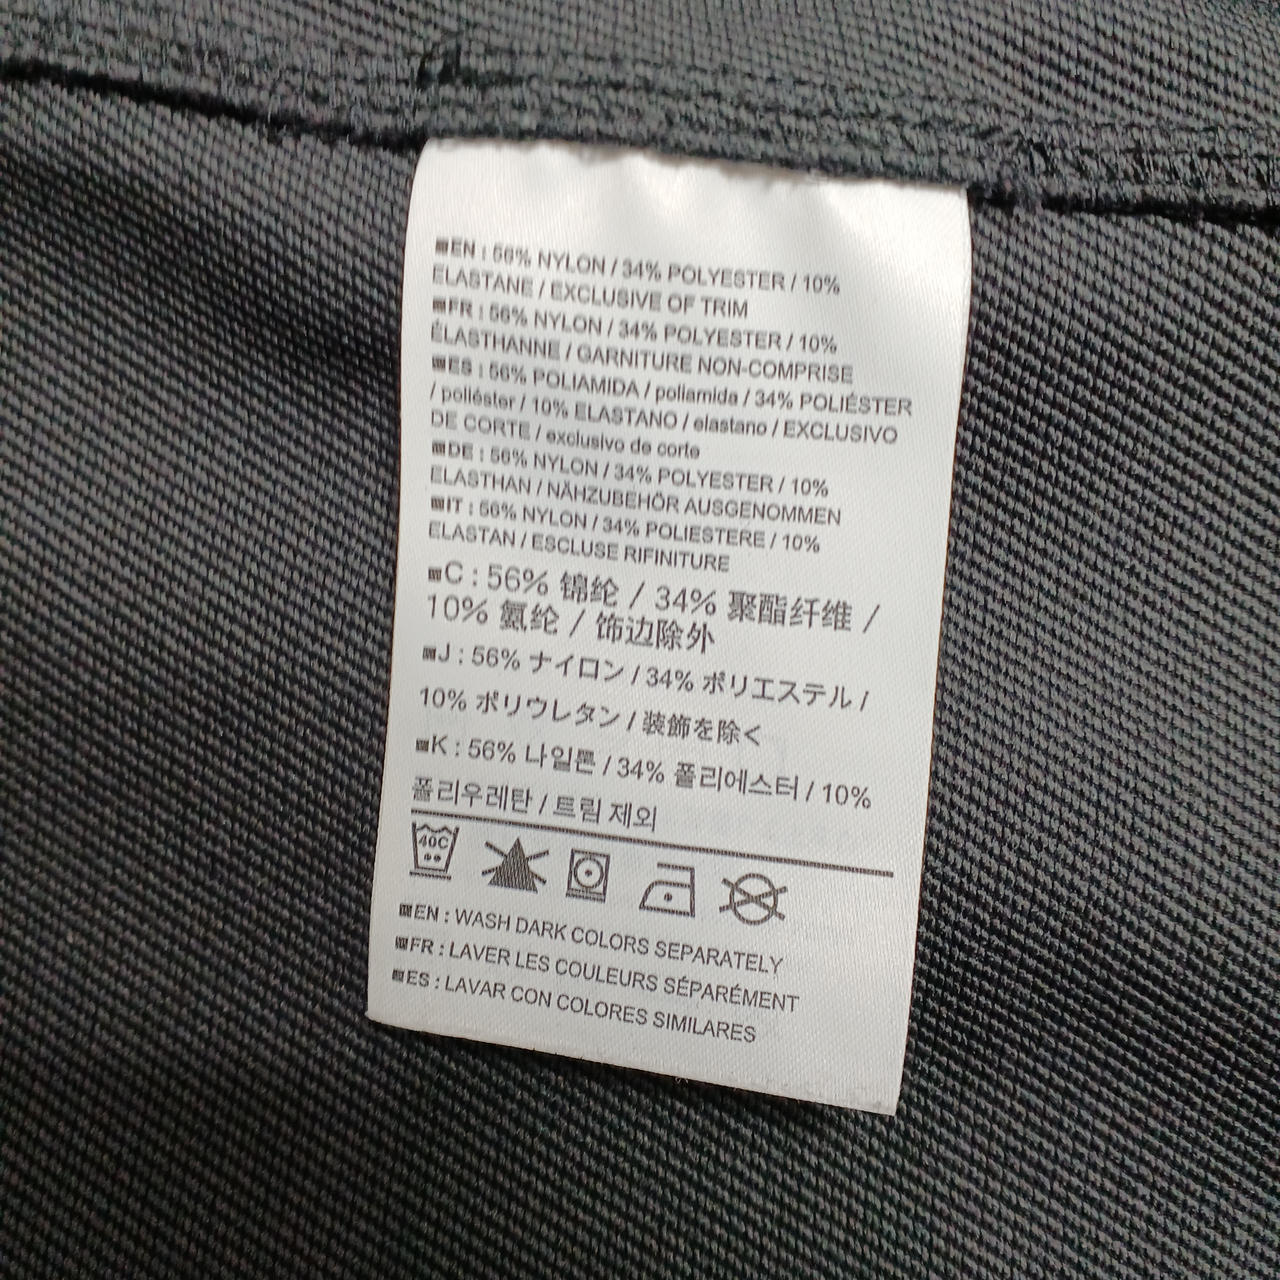 EN : 56% NYLON / 34% POLYESTER / 10%
ELASTANE / EXCLUSIVE OF TRIM
FR : 56% NYLON / 34% POLYESTER / 10%
ÉLASTHANNE / GARNITURE NON-COMPRISE
ES : 56% POLIAMIDA / poliamida / 34% POLIÉSTER
/ poliéster / 10% ELASTANO / elastano / EXCLUSIVO
DE CORTE / exclusivo de corte
DE : 56% NYLON / 34% POLYESTER / 10%
ELASTHAN / NÄHZUBEHÖR AUSGENOMMEN
IT : 56% NYLON / 34% POLIESTERE / 10%
ELASTAN / ESCLUSE RIFINITURE
C : 56% 锦纶 / 34% 聚酯纤维 /
10% 氨纶 / 饰边除外
J : 56% ナイロン / 34% ポリエステル /
10% ポリウレタン / 装飾を除く
K : 56% 나일론 / 34% 폴리에스터 / 10%
폴리우레탄 / 트림 제외
40C
EN : WASH DARK COLORS SEPARATELY
FR : LAVER LES COULEURS SÉPARÉMENT
ES : LAVAR CON COLORES SIMILARES